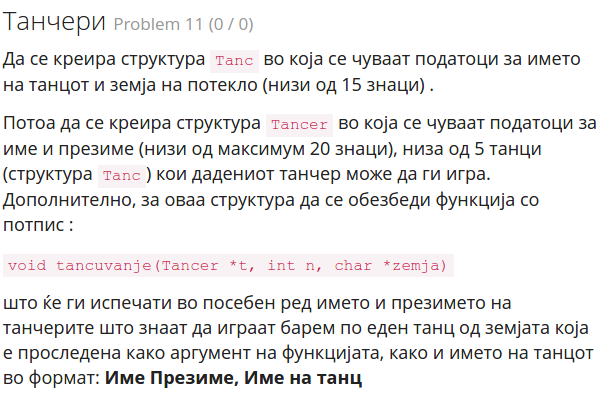 Танчери Problem 11 (0 / 0)
Да се креира структура Tanc во која се чуваат податоци за името
на танцот и земја на потекло (низи од 15 знаци) .
Потоа да се креира структура Tancer во која се чуваат податоци за
име и презиме (низи од максимум 20 знаци), низа од 5 танци
(структура Tanc ) кои дадениот танчер може да ги игра.
Дополнително, за оваа структура да се обезбеди функција со
потпис :
void tancuvanje(Tancer *t, int n, char *zemja)
што ќе ги испечати во посебен ред името и презимето на
танчерите што знаат да играат барем по еден танц од земјата која
е проследена како аргумент на функцијата, како и името на танцот
во формат: Име Презиме, Име на танц